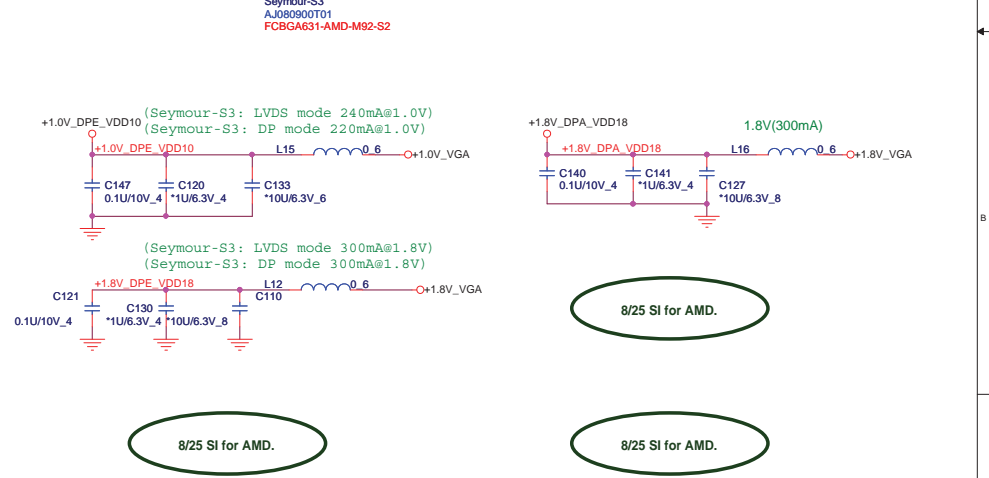 Seymour-S3
AJ080900T01
FCBGA631-AMD-M92-S2
(Seymour-S3: LVDS mode 240mA@1.0V)
+1.0V_DPE_VDD10
(Seymour-S3: DP mode 220mA@1.0V)
+1.0V_DPE_VDD10
L15
0_6
+1.0V_VGA
C147
0.1U/10V_4
C120
*1U/6.3V_4
C133
*10U/6.3V_6
+1.8V_DPA_VDD18
1.8V(300mA)
+1.8V_DPA_VDD18
L16
0_6
+1.8V_VGA
C140
0.1U/10V_4
C141
*1U/6.3V_4
C127
*10U/6.3V_8
B
(Seymour-S3: LVDS mode 300mA@1.8V)
(Seymour-S3: DP mode 300mA@1.8V)
+1.8V_DPE_VDD18
L12
0_6
+1.8V_VGA
C121
0.1U/10V_4
C130
*1U/6.3V_4
C110
*10U/6.3V_8
8/25 SI for AMD.
8/25 SI for AMD.
8/25 SI for AMD.